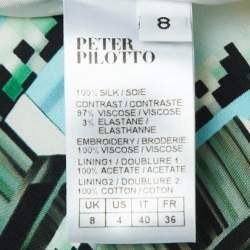 8
PETER
PILOTTO
100% SILK / SOIE
CONTRAST / CONTRASTE
97% VISCOSE / VISCOSE
3% ELASTANE /
ELASTHANNE
EMBROIDERY / BRODERIE
100% VISCOSE / VISCOSE
LINING1 / DOUBLURE 1 :
100% ACETATE / ACETATE
LINING2 / DOUBLURE 2 :
100% COTTON / COTON
UK US IT FR
8 4 40 36